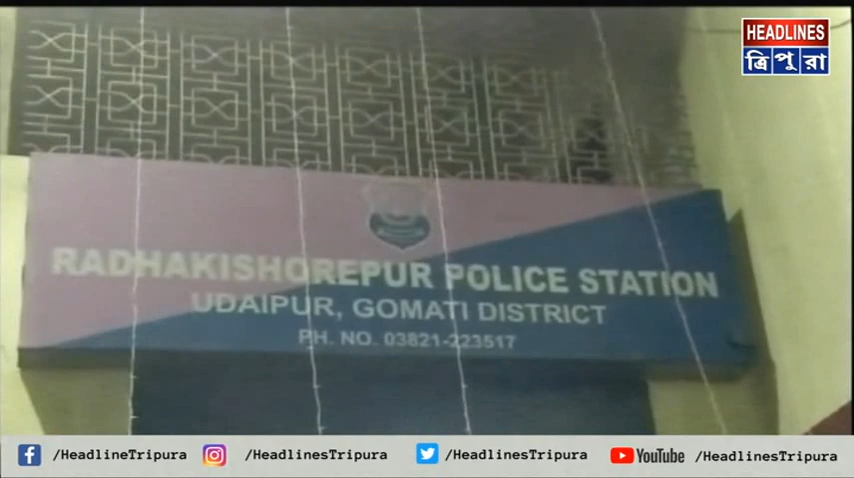 HEADLINES
ত্রিপুরা
RADHAKISHOREPUR POLICE STATION
UDAIPUR, GOMATI DISTRICT
PH. NO. 03821-223517
/HeadlineTripura
/HeadlinesTripura
/HeadlinesTripura
YouTube /HeadlinesTripura